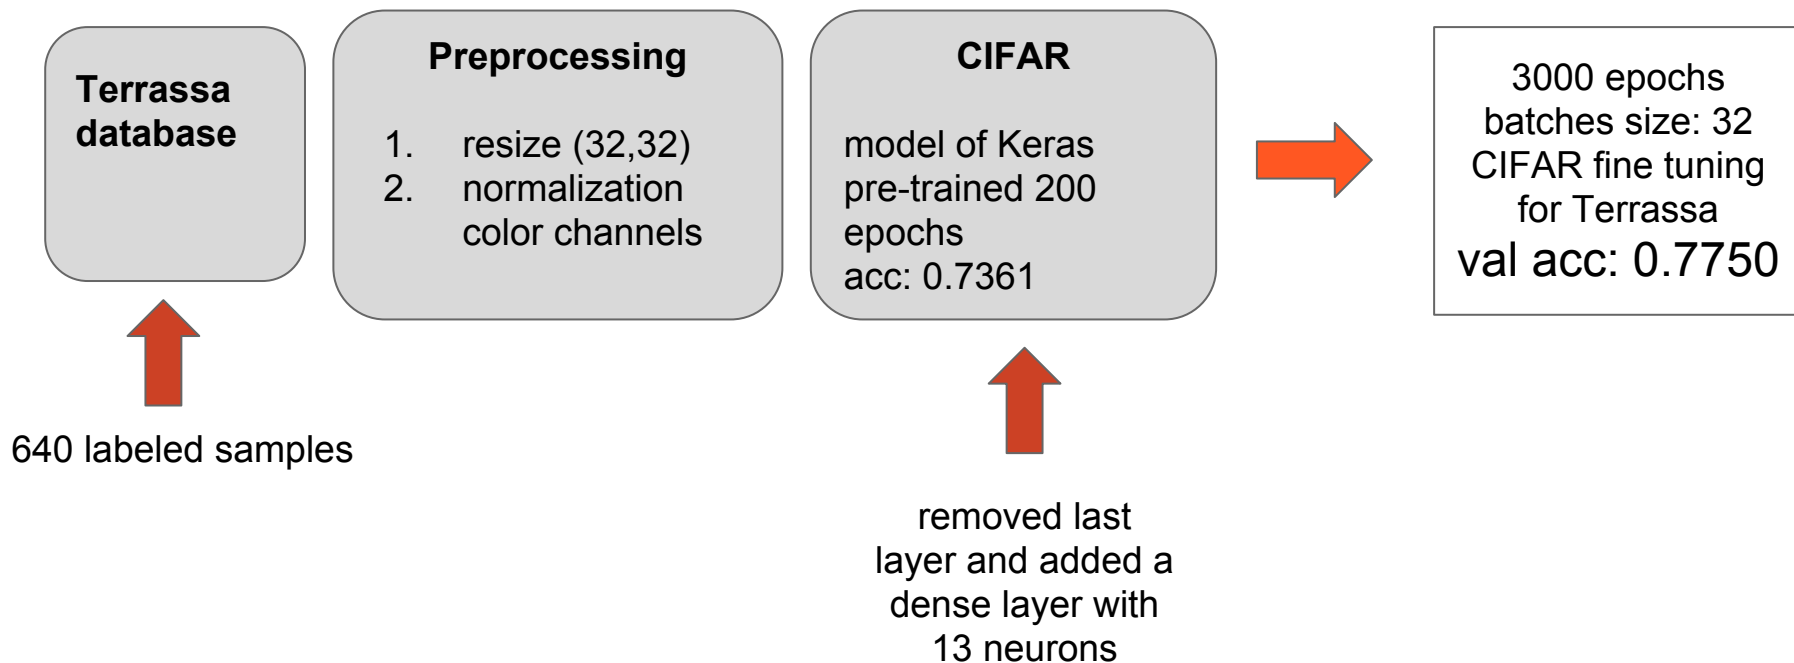 Terrassa
database
640 labeled samples
Preprocessing
1. resize (32,32)
2. normalization
color channels
CIFAR
model of Keras
pre-trained 200
epochs
acc: 0.7361
removed last
layer and added a
dense layer with
13 neurons
3000 epochs
batches size: 32
CIFAR fine tuning
for Terrassa
val acc: 0.7750